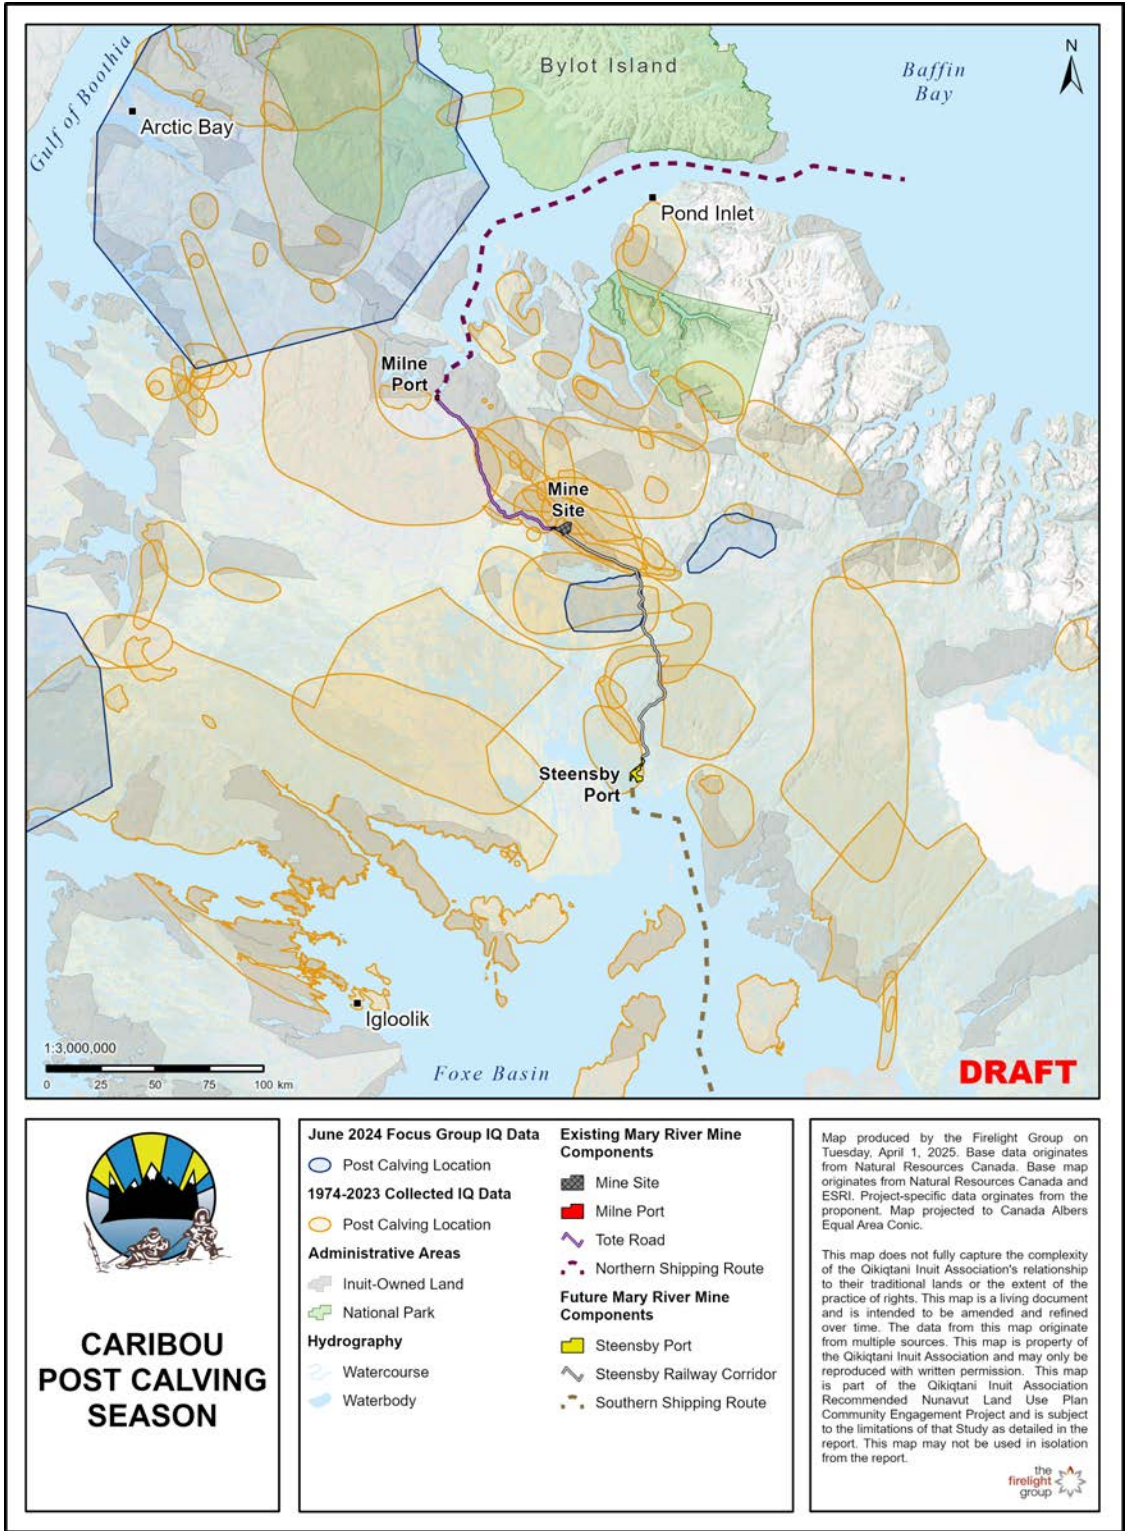 N
Bylot Island
Baffin
Bay
Gulf of Boothia
Arctic Bay
Pond Inlet
Milne
Port
Mine
Site
Steensby
Port
Igloolik
1:3,000,000
0 25 50 75 100 km
Foxe Basin
DRAFT
CARIBOU
POST CALVING
SEASON
June 2024 Focus Group IQ Data
Post Calving Location
1974-2023 Collected IQ Data
Post Calving Location
Administrative Areas
Inuit-Owned Land
National Park
Hydrography
Watercourse
Waterbody
Existing Mary River Mine
Components
Mine Site
Milne Port
Tote Road
Northern Shipping Route
Future Mary River Mine
Components
Steensby Port
Steensby Railway Corridor
Southern Shipping Route
Map produced by the Firelight Group on
Tuesday, April 1, 2025. Base data originates
from Natural Resources Canada. Base map
originates from Natural Resources Canada and
ESRI. Project-specific data orginates from the
proponent. Map projected to Canada Albers
Equal Area Conic.
This map does not fully capture the complexity
of the Qikiqtani Inuit Association's relationship
to their traditional lands or the extent of the
practice of rights. This map is a living document
and is intended to be amended and refined
over time. The data from this map originate
from multiple sources. This map is property of
the Qikiqtani Inuit Association and may only be
reproduced with written permission. This map
is part of the Qikiqtani Inuit Association
Recommended Nunavut Land Use Plan
Community Engagement Project and is subject
to the limitations of that Study as detailed in the
report. This map may not be used in isolation
from the report.
the
firelight
group